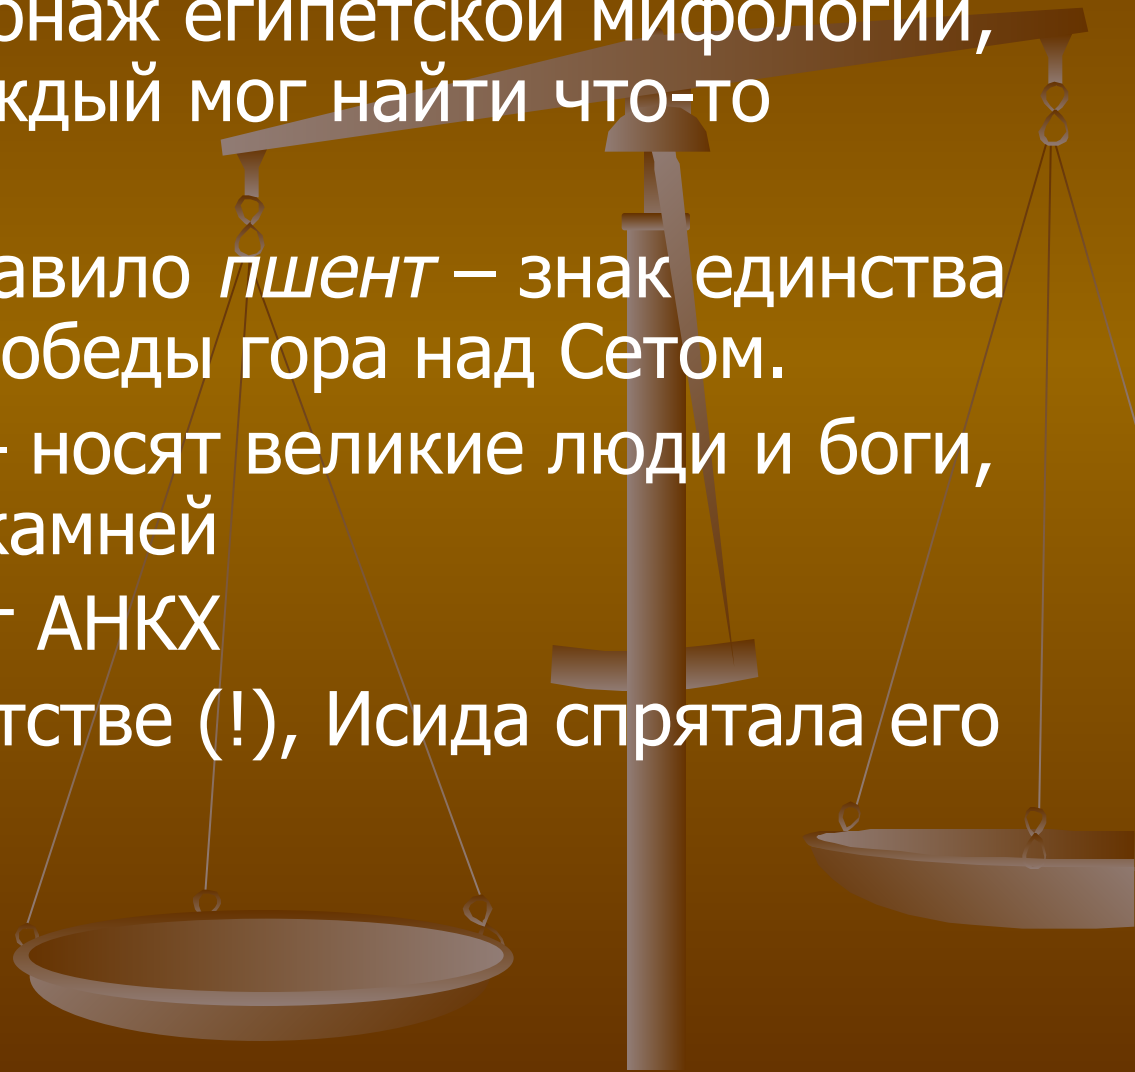 онаж египетской мифологии,
ждый мог найти что-то
авило пшент – знак единства
обеды гора над Сетом.
– носят великие люди и боги,
камней
т АНКХ
тстве (!), Исида спрятала его